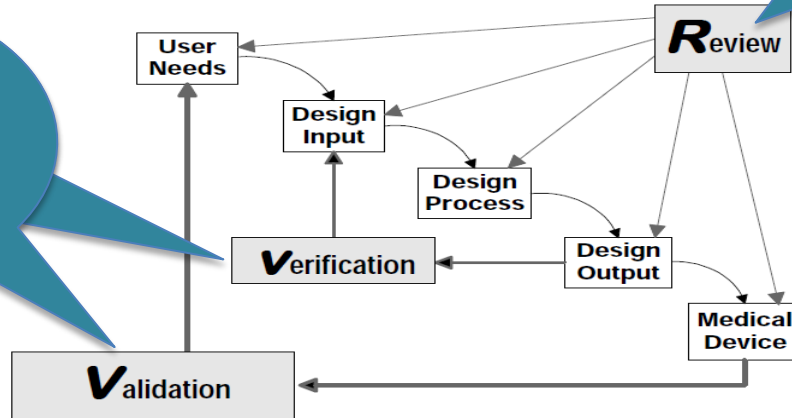 User
Needs
Review
Design
Input
Design
Process
Verification
Design
Output
Medical
Device
Validation